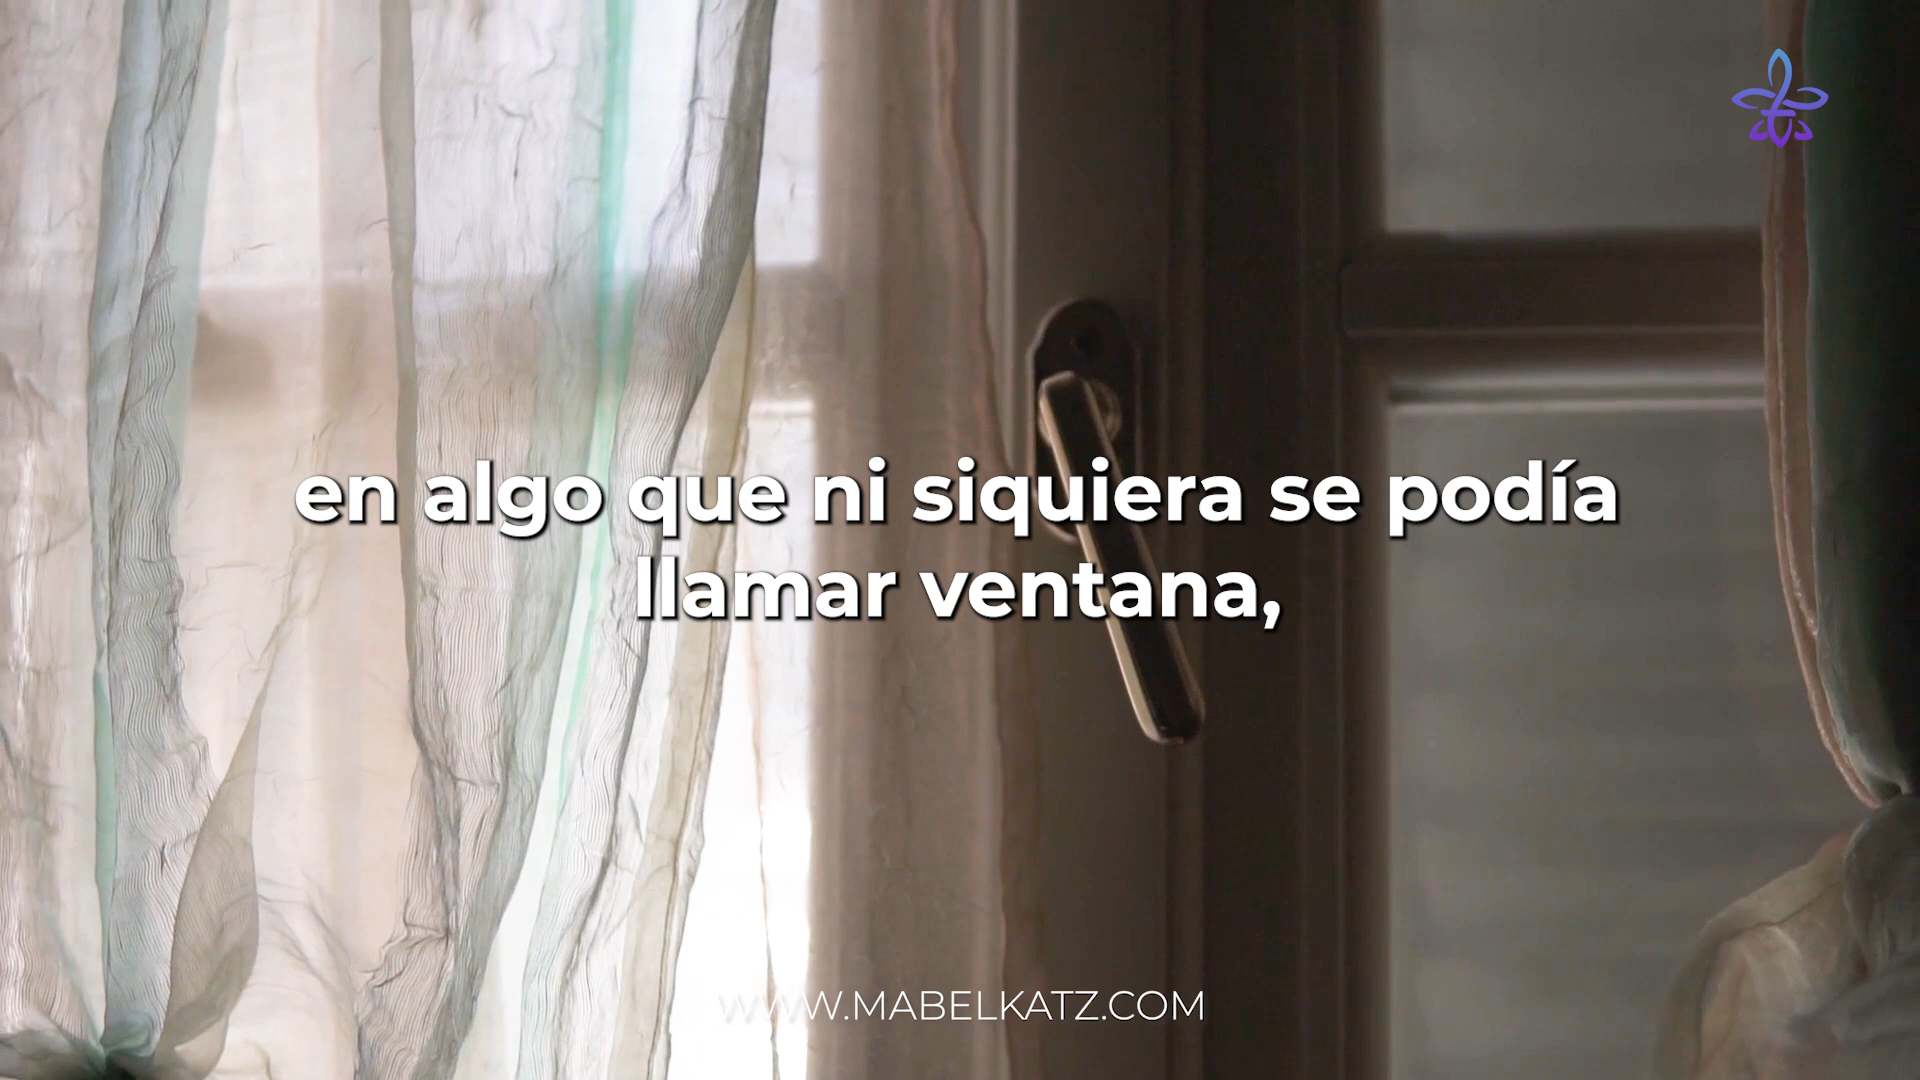 en algo que ni siquiera se podía
llamar ventana,
WWW.MABELKATZ.COM